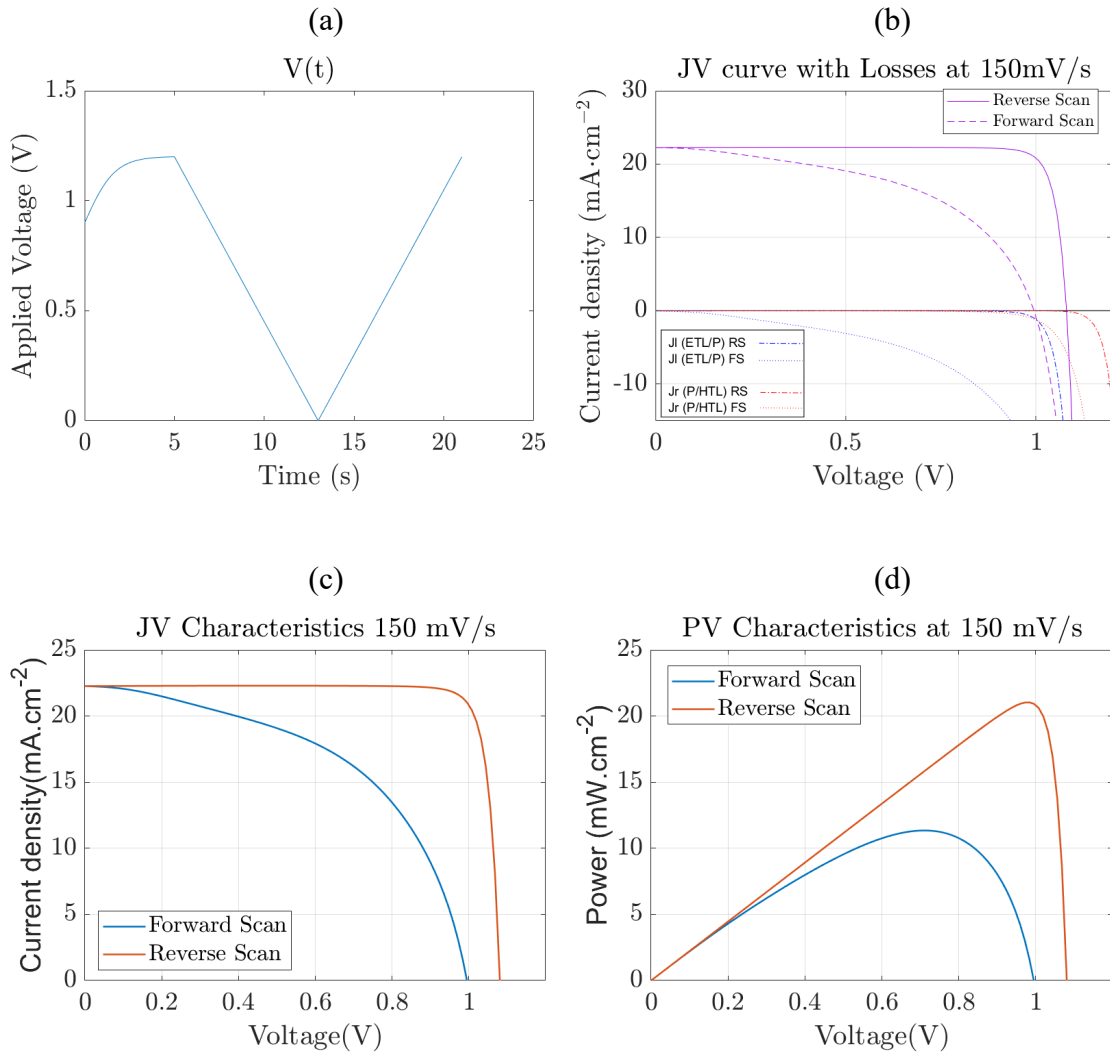 (a)
V(t)
1.5
1
0.5
0
0 5 10 15 20 25
Applied Voltage (V)
Time (s)
(b)
JV curve with Losses at 150mV/s
30
20
10
0
-10
0 0.5 1
Current density (mA·cm−2)
Voltage (V)
Reverse Scan
Forward Scan
Jl (ETL/P) RS
Jl (ETL/P) FS
Jr (P/HTL) RS
Jr (P/HTL) FS
(c)
JV Characteristics 150 mV/s
25
20
15
10
5
0
0 0.2 0.4 0.6 0.8 1
Current density(mA.cm-2)
Voltage(V)
Forward Scan
Reverse Scan
(d)
PV Characteristics at 150 mV/s
25
20
15
10
5
0
0 0.2 0.4 0.6 0.8 1
Power (mW.cm-2)
Voltage(V)
Forward Scan
Reverse Scan